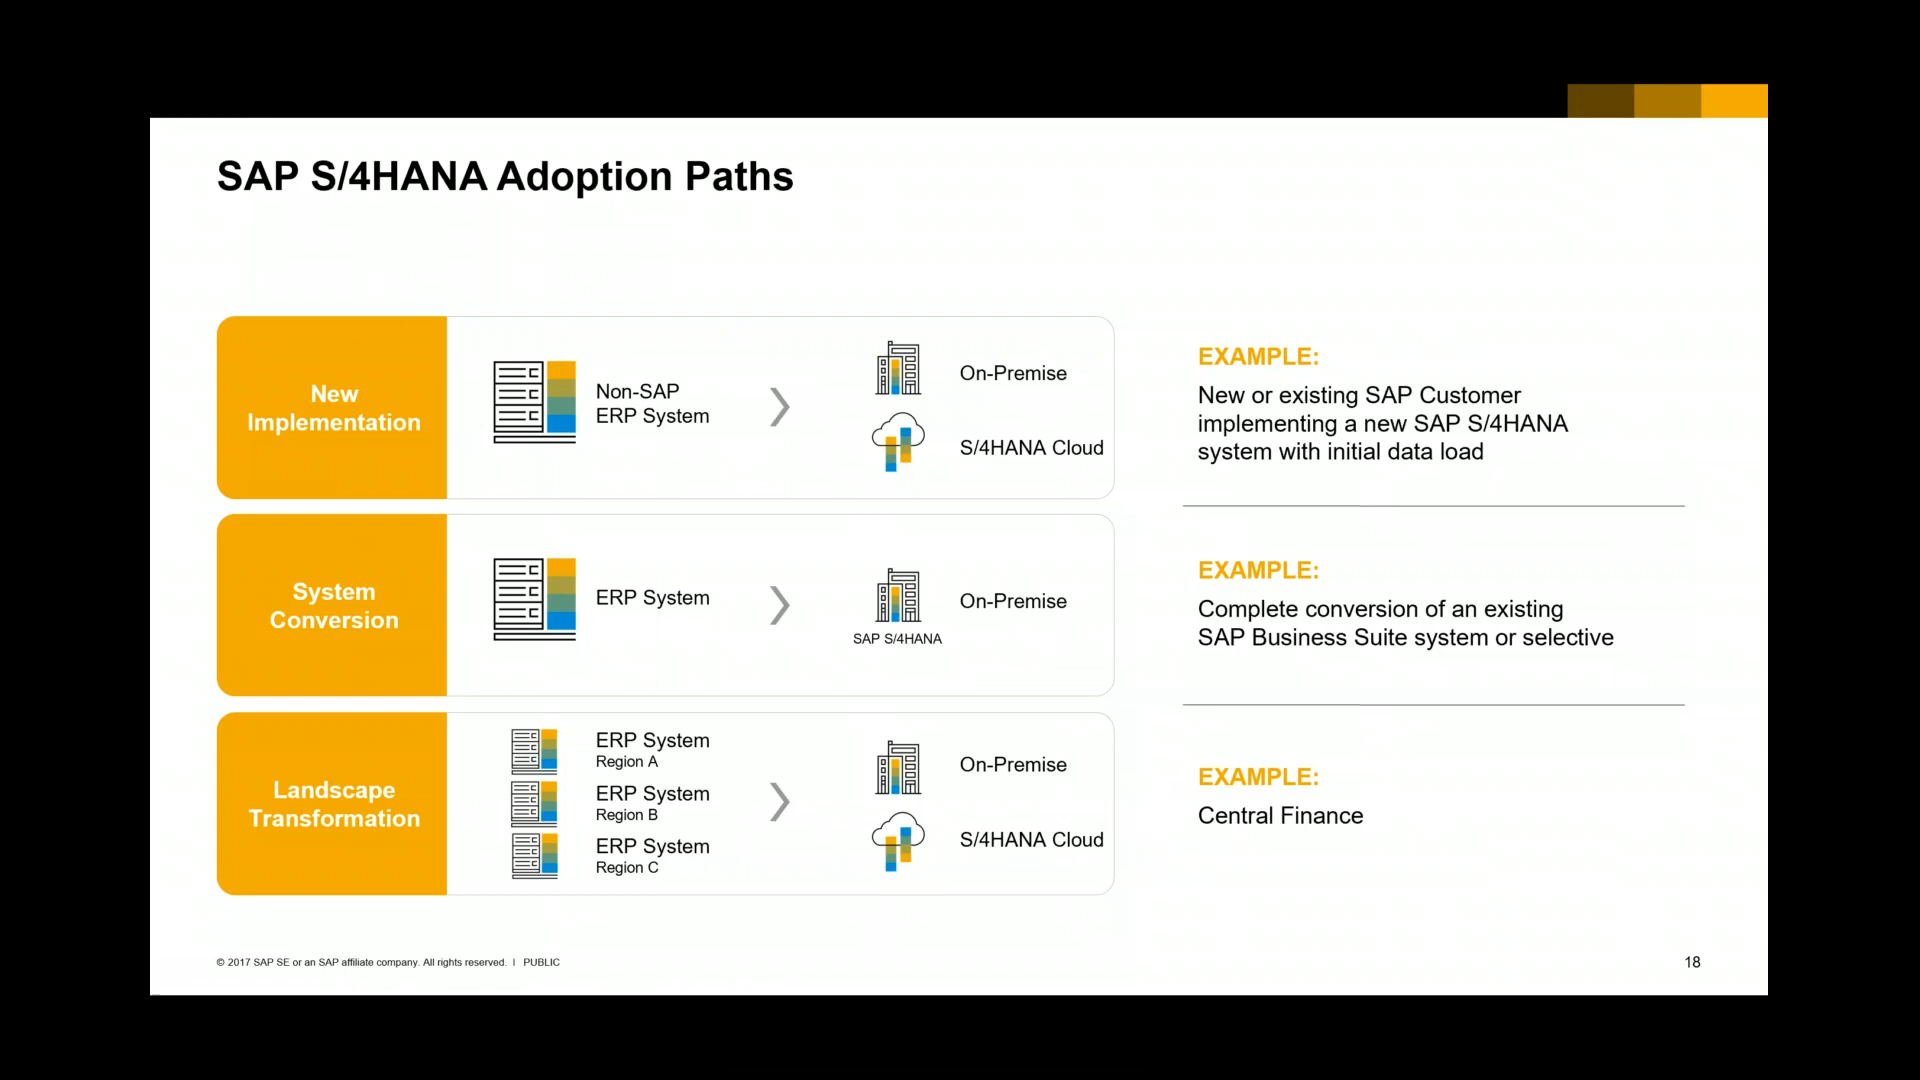 SAP S/4HANA Adoption Paths
New
Implementation
Non-SAP
ERP System
On-Premise
S/4HANA Cloud
EXAMPLE:
New or existing SAP Customer
implementing a new SAP S/4HANA
system with initial data load
System
Conversion
ERP System
SAP S/4HANA
On-Premise
EXAMPLE:
Complete conversion of an existing
SAP Business Suite system or selective
Landscape
Transformation
ERP System
Region A
ERP System
Region B
ERP System
Region C
On-Premise
S/4HANA Cloud
EXAMPLE:
Central Finance
© 2017 SAP SE or an SAP affiliate company. All rights reserved. I PUBLIC
18